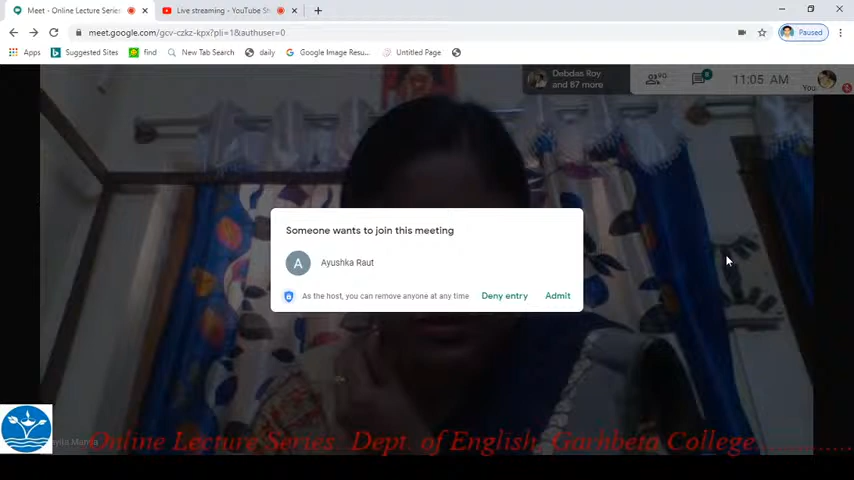 Meet - Online Lecture Series
Live streaming - YouTube St
meet.google.com/gcv-czkz-kpx?pli=1&authuser=0
Paused
Apps
Suggested Sites
find
New Tab Search
daily
Google Image Resu...
Untitled Page
Debdas Roy
and 87 more
90
8
11:05 AM
You
Someone wants to join this meeting
A
Ayushka Raut
As the host, you can remove anyone at any time
Deny entry
Admit
Online Lecture Series Dept. of English, Garhbeta College